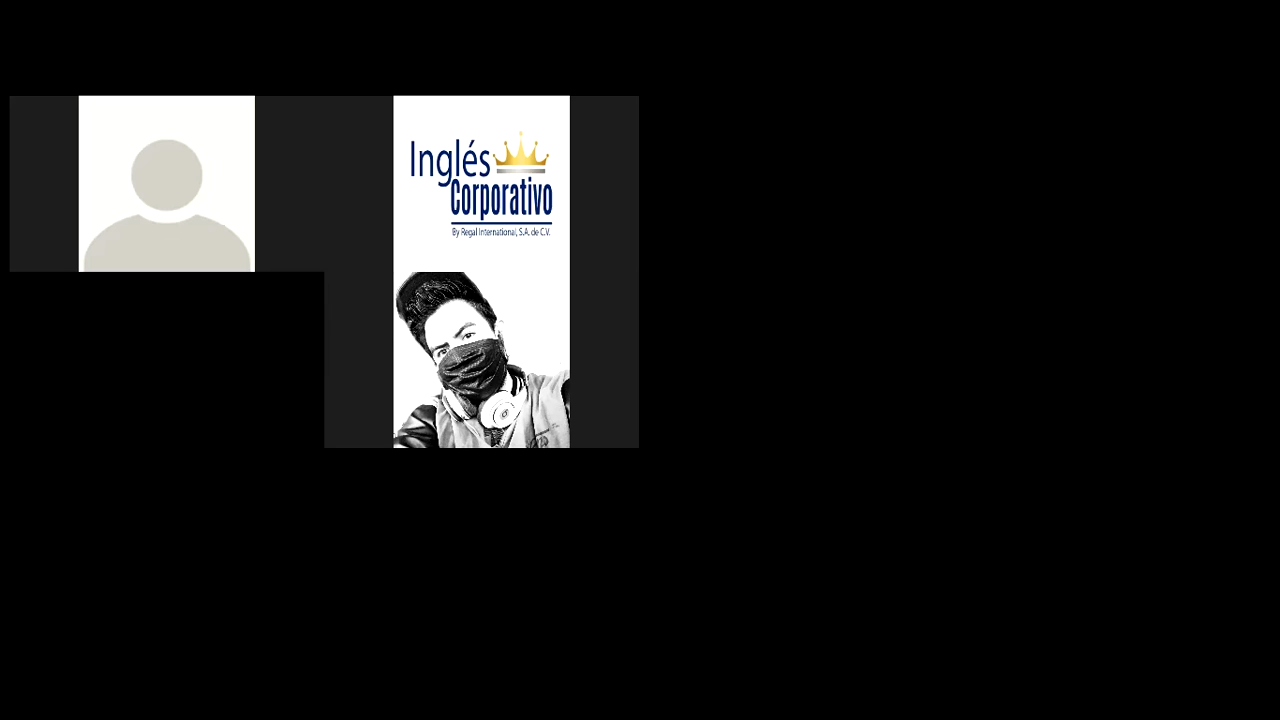 Inglés
Corporativo
By Regal International, S.A. de C.V.